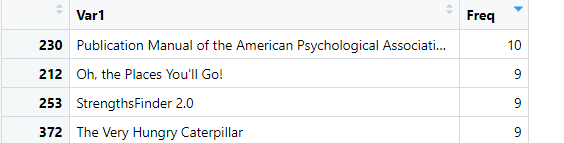 Var1 Freq
230 Publication Manual of the American Psychological Associati... 10
212 Oh, the Places You'll Go! 9
253 StrengthsFinder 2.0 9
372 The Very Hungry Caterpillar 9